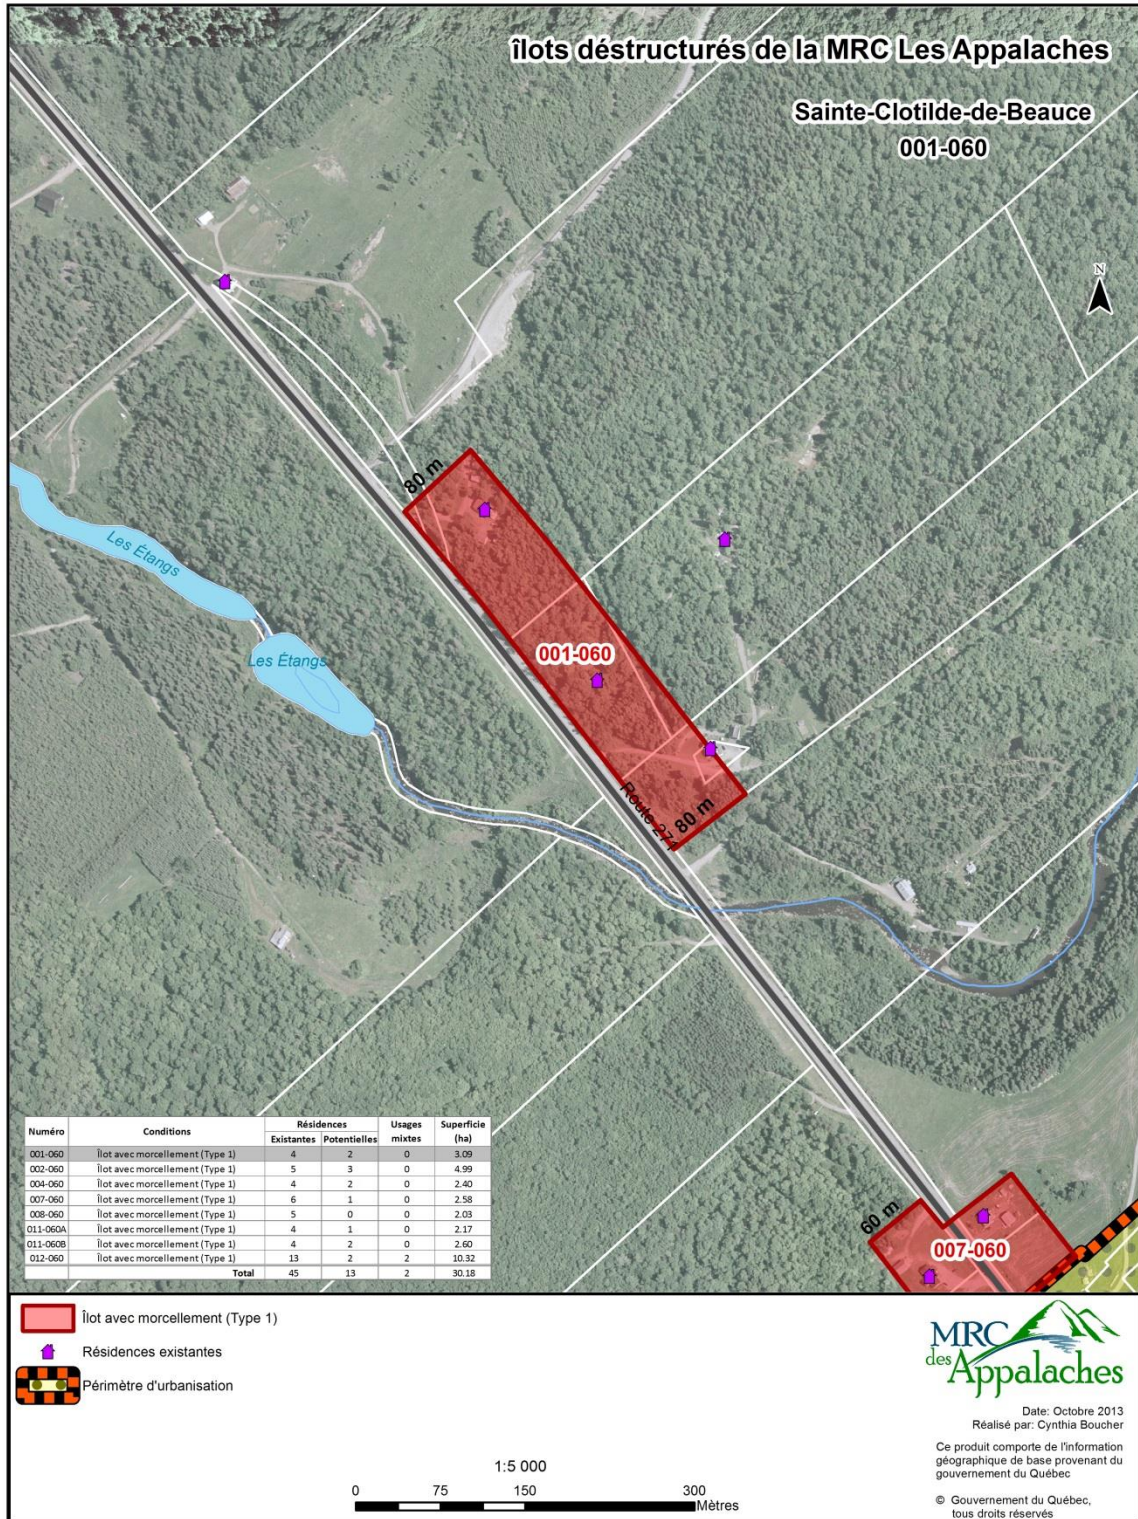 îlots déstructurés de la MRC Les Appalaches
Sainte-Clotilde-de-Beauce
001-060
N
80 m
Les Étangs
Les Étangs
001-060
Route 271
80 m
60 m
007-060
Numéro Conditions Résidences Usages mixtes Superficie (ha)
Existantes Potentielles
001-060 Îlot avec morcellement (Type 1) 4 2 0 3.09
002-060 Îlot avec morcellement (Type 1) 5 3 0 4.99
004-060 Îlot avec morcellement (Type 1) 4 2 0 2.40
007-060 Îlot avec morcellement (Type 1) 6 1 0 2.58
008-060 Îlot avec morcellement (Type 1) 5 0 0 2.03
011-060A Îlot avec morcellement (Type 1) 4 1 0 2.17
011-060B Îlot avec morcellement (Type 1) 4 2 0 2.60
012-060 Îlot avec morcellement (Type 1) 13 2 2 10.32
Total 45 13 2 30.18
Îlot avec morcellement (Type 1)
Résidences existantes
Périmètre d'urbanisation
1:5 000
0 75 150 300
Mètres
MRC
des Appalaches
Date: Octobre 2013
Réalisé par: Cynthia Boucher
Ce produit comporte de l'information
géographique de base provenant du
gouvernement du Québec
© Gouvernement du Québec,
tous droits réservés